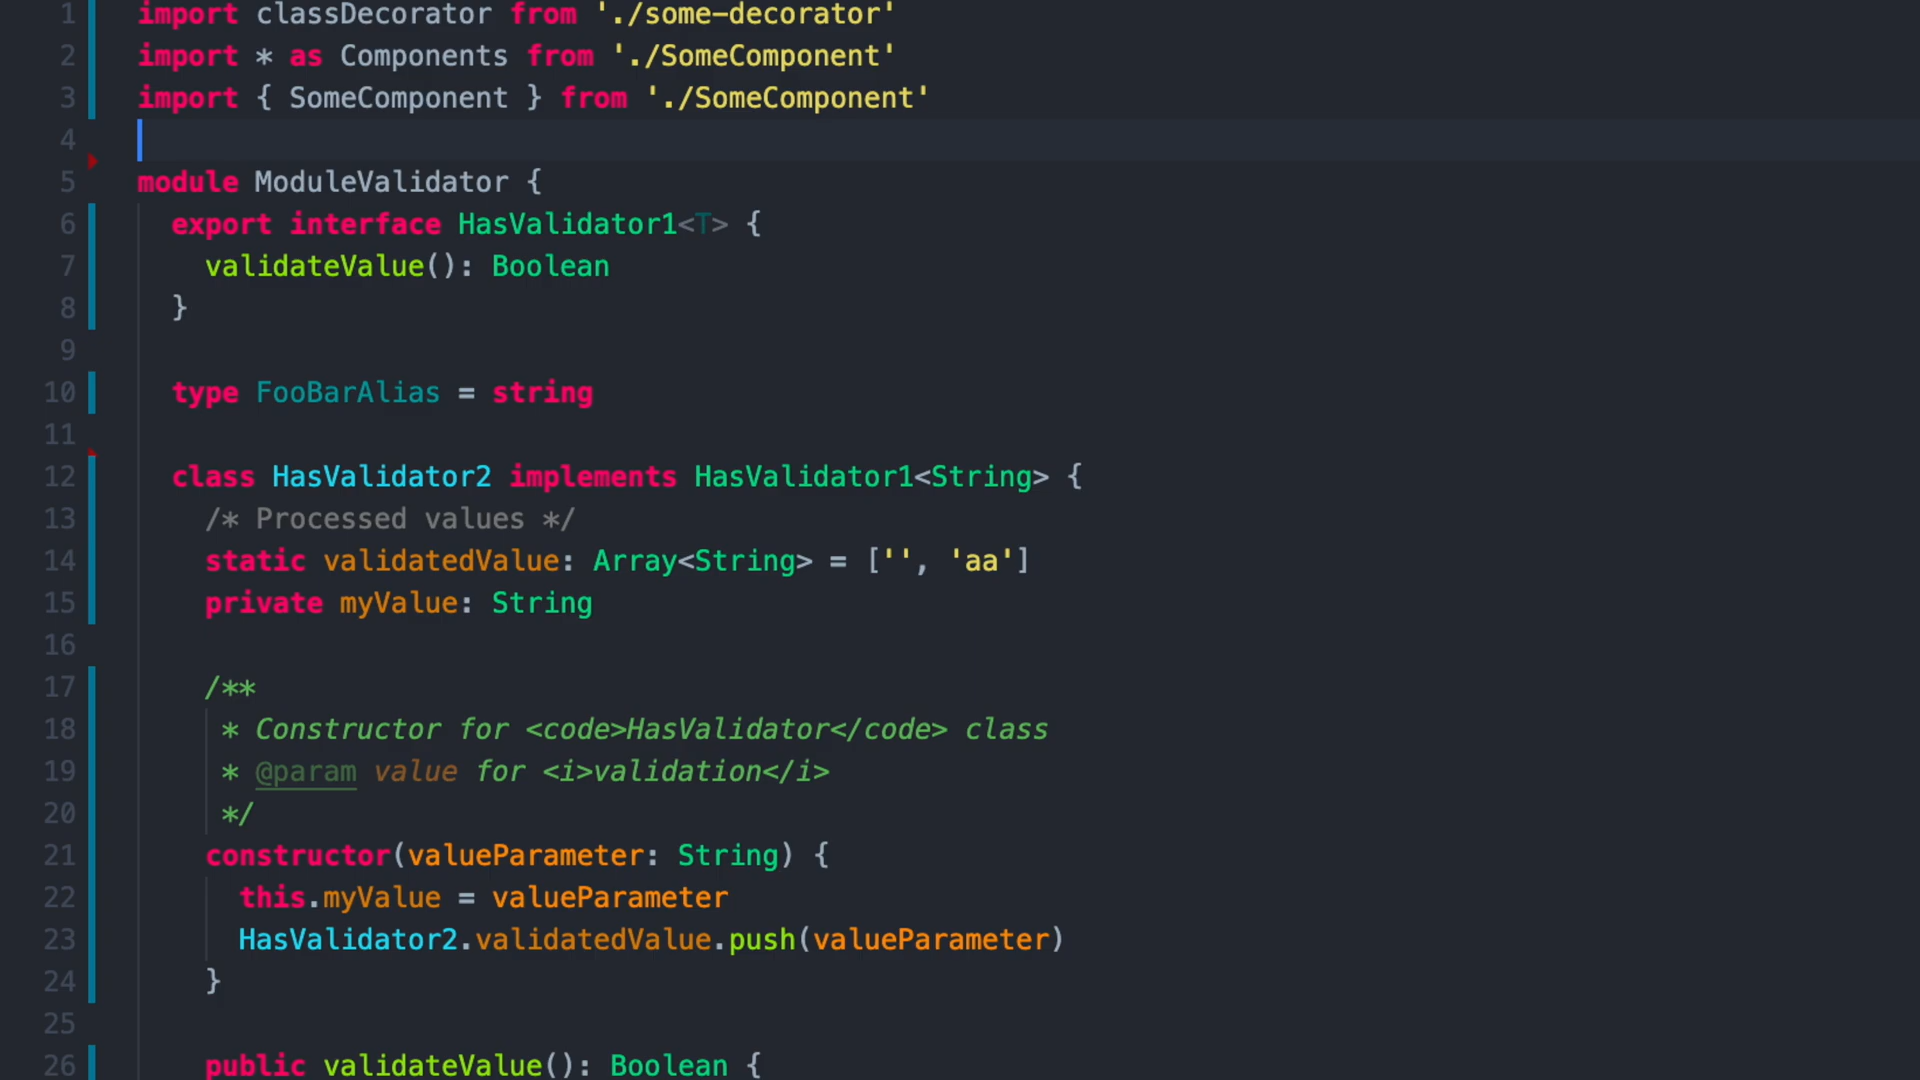 1 import classDecorator from './some-decorator'
2 import * as Components from './SomeComponent'
3 import { SomeComponent } from './SomeComponent'
4
5 module ModuleValidator {
6   export interface HasValidator1<T> {
7     validateValue(): Boolean
8   }
9
10   type FooBarAlias = string
11
12   class HasValidator2 implements HasValidator1<String> {
13     /* Processed values */
14     static validatedValue: Array<String> = ['', 'aa']
15     private myValue: String
16
17     /**
18      * Constructor for <code>HasValidator</code> class
19      * @param value for <i>validation</i>
20      */
21     constructor(valueParameter: String) {
22       this.myValue = valueParameter
23       HasValidator2.validatedValue.push(valueParameter)
24     }
25
26     public validateValue(): Boolean {